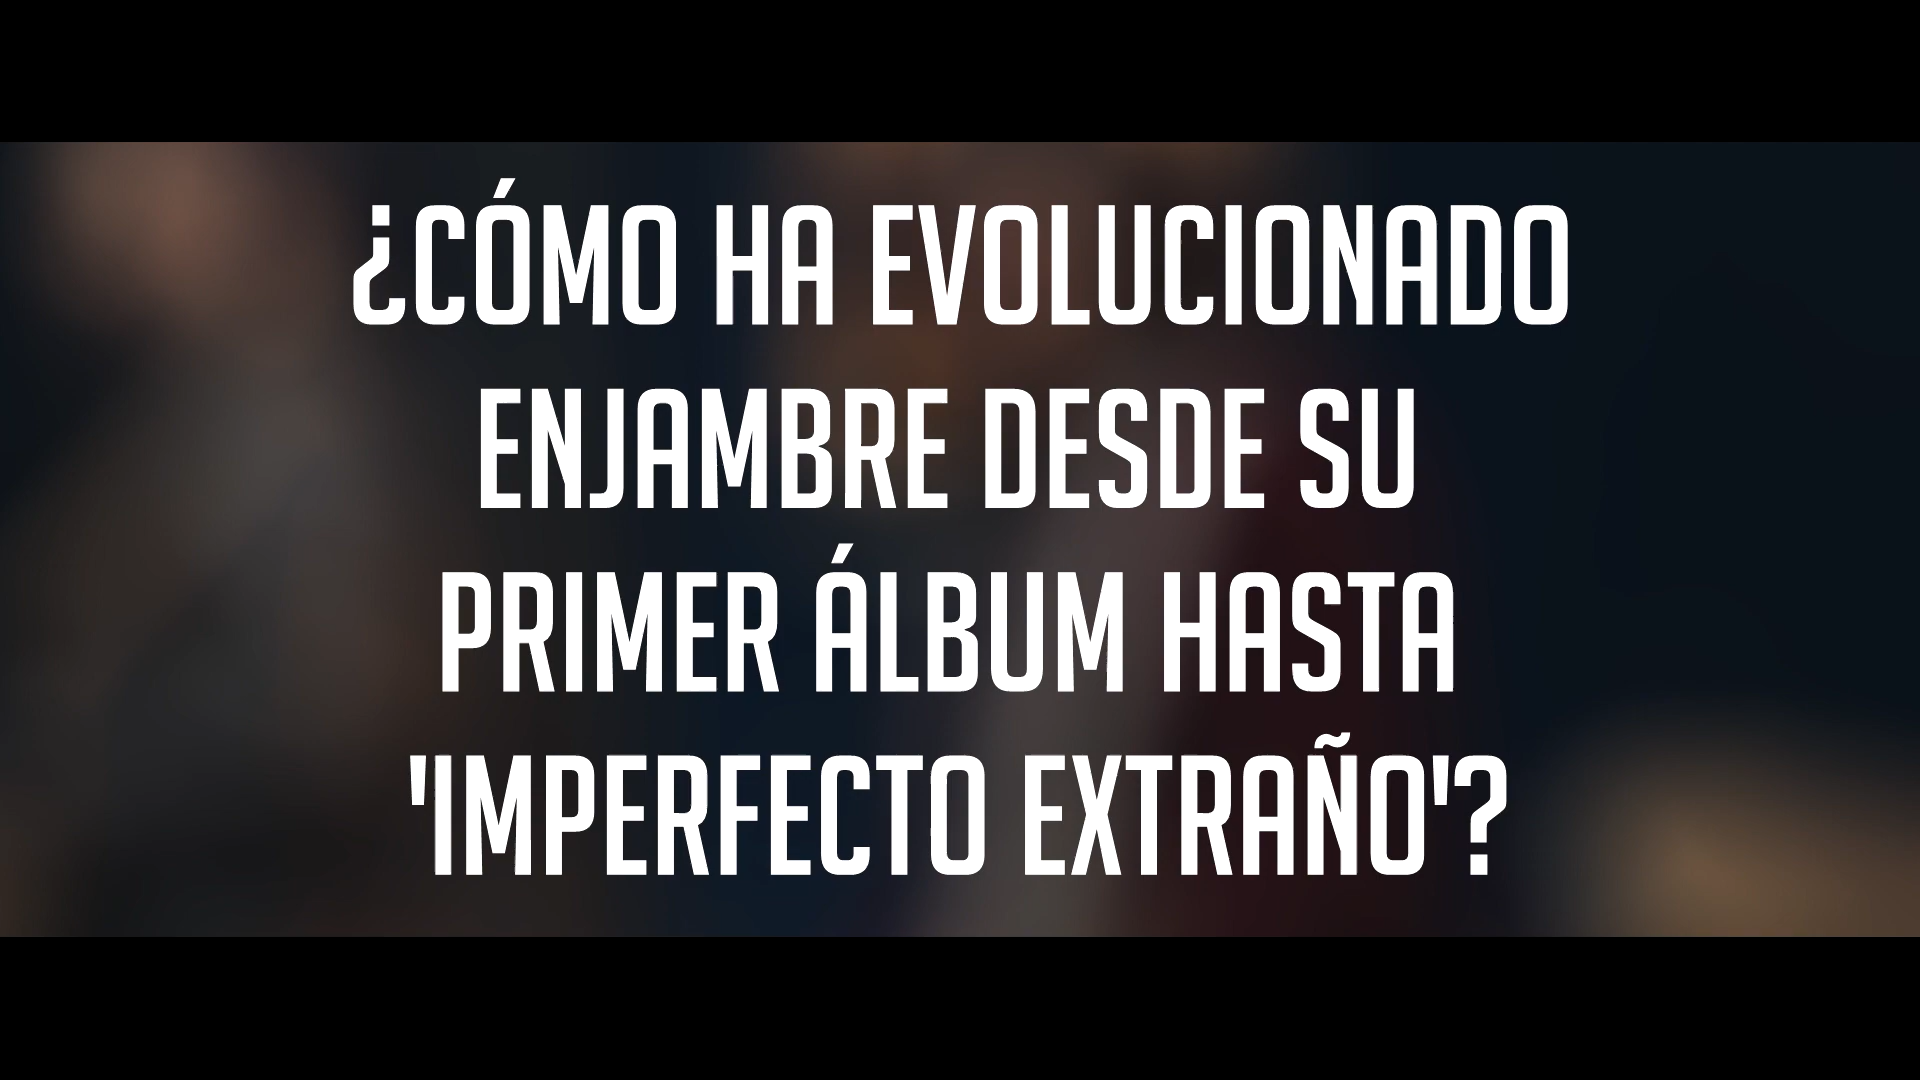 ¿CÓMO HA EVOLUCIONADO
ENJAMBRE DESDE SU
PRIMER ÁLBUM HASTA
'IMPERFECTO EXTRAÑO'?